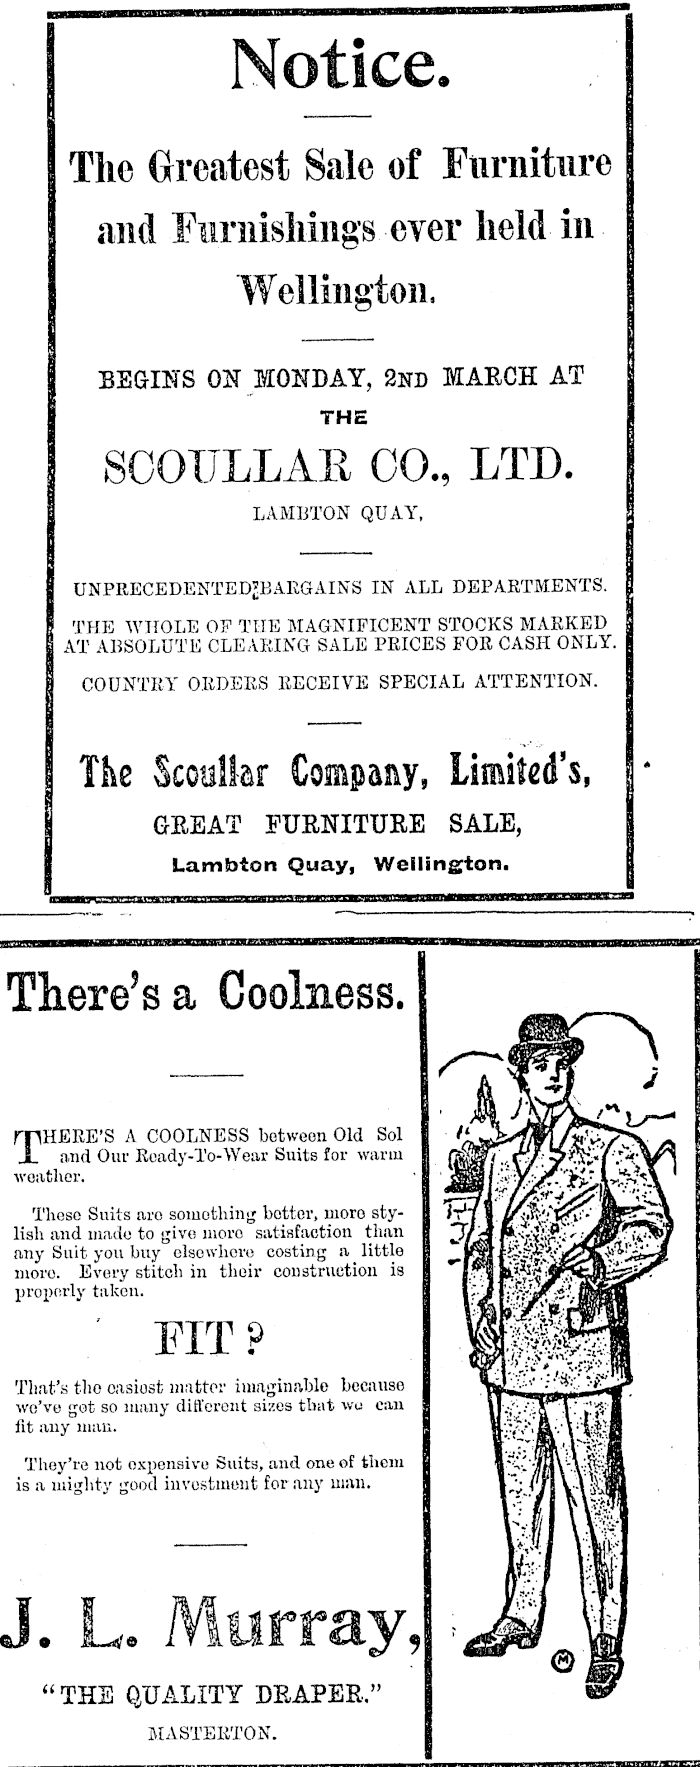 Notice.
The Greatest Sale of Furniture
and Furnishings ever held in
Wellington.
BEGINS ON MONDAY, 2ND MARCH AT
THE
SCOULLAR CO., LTD.
LAMBTON QUAY,
UNPRECEDENTED BARGAINS IN ALL DEPARTMENTS.
THE WHOLE OF THE MAGNIFICENT STOCKS MARKED
AT ABSOLUTE CLEARING SALE PRICES FOR CASH ONLY.
COUNTRY ORDERS RECEIVE SPECIAL ATTENTION.
The Scoullar Company, Limited's,
GREAT FURNITURE SALE,
Lambton Quay, Wellington.
There's a Coolness.
THERE'S A COOLNESS between Old Sol
and Our Ready-To-Wear Suits for warm
weather.
These Suits are something better, more sty-
lish and made to give more satisfaction than
any Suit you buy elsewhere costing a little
more. Every stitch in their construction is
properly taken.
FIT?
That's the easiest matter imaginable because
we've got so many different sizes that we can
fit any man.
They're not expensive Suits, and one of them
is a mighty good investment for any man.
J. L. Murray,
"THE QUALITY DRAPER."
MASTERTON.
M